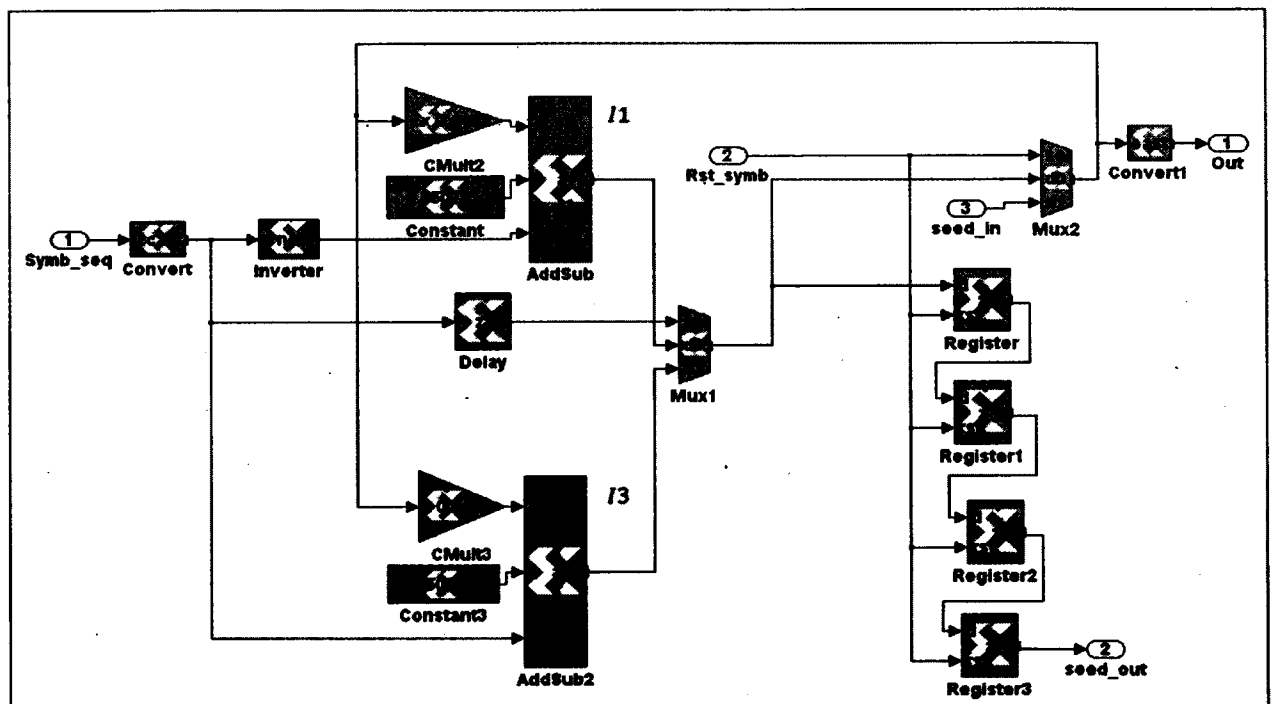 I1
CMult2
2
Rst_symb
1
Out
Convert1
Constant
3
seed_in
Mux2
1
Symb_seq
Convert
Inverter
AddSub
Delay
Mux1
Register
Register1
I3
CMult3
Register2
Constant3
2
seed_out
AddSub2
Register3